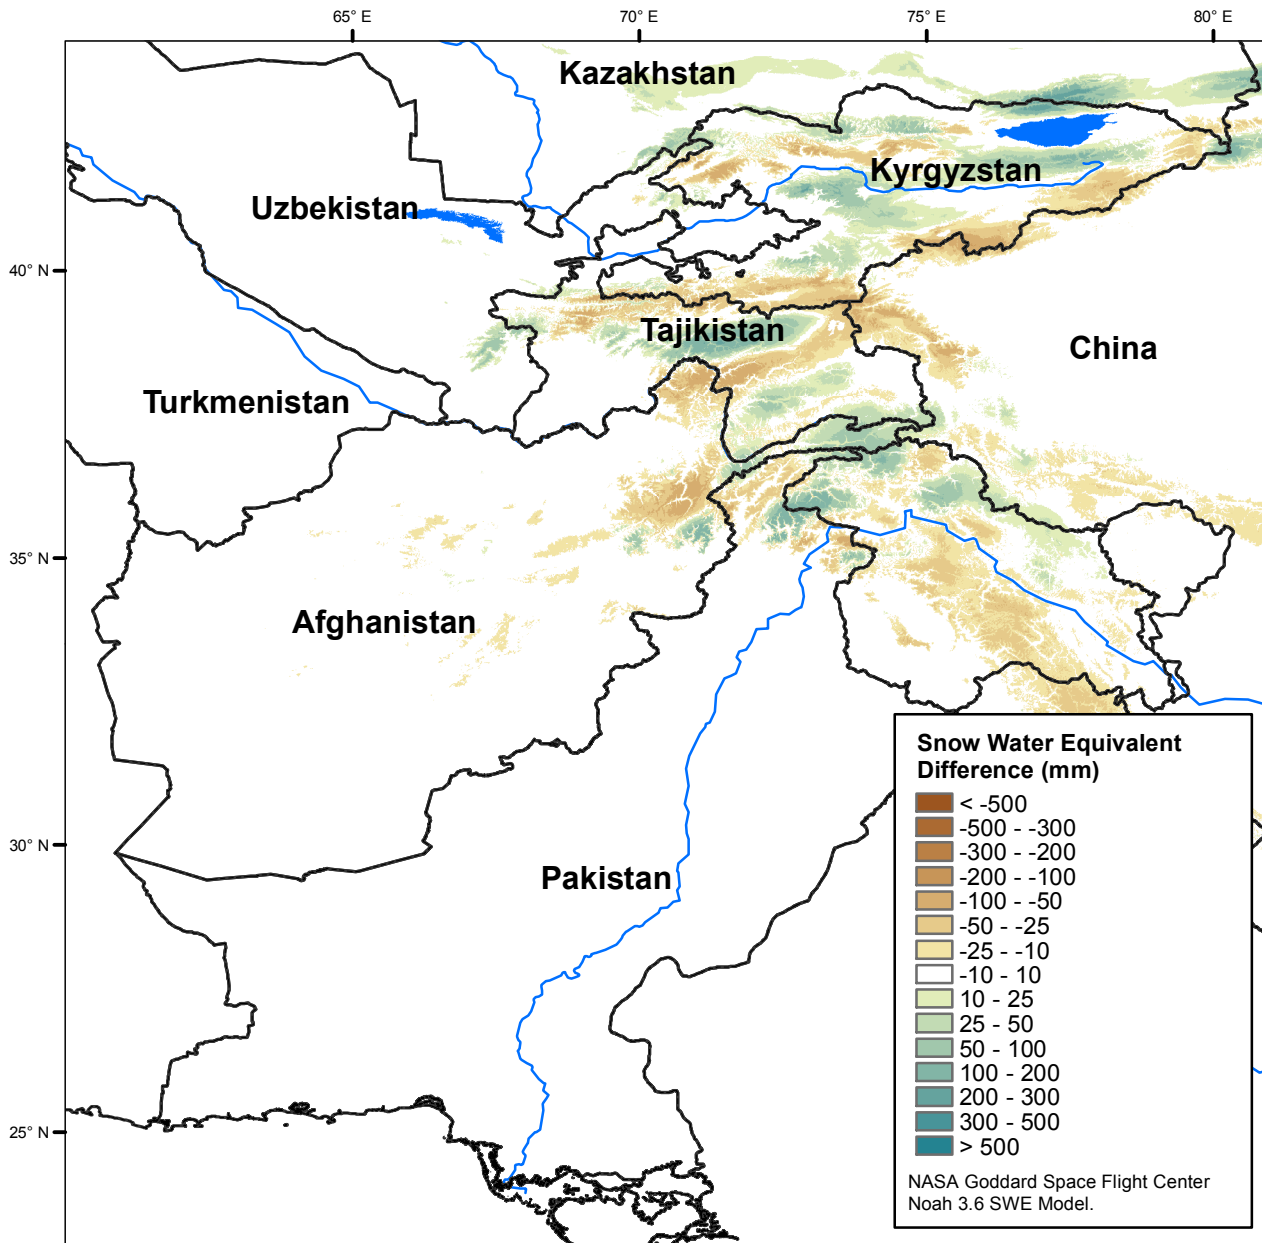 65° E
70° E
75° E
80° E
Kazakhstan
Kyrgyzstan
Uzbekistan
40° N
Tajikistan
China
Turkmenistan
35° N
Afghanistan
30° N
Pakistan
25° N
Snow Water Equivalent
Difference (mm)
< -500
-500 - -300
-300 - -200
-200 - -100
-100 - -50
-50 - -25
-25 - -10
-10 - 10
10 - 25
25 - 50
50 - 100
100 - 200
200 - 300
300 - 500
> 500
NASA Goddard Space Flight Center
Noah 3.6 SWE Model.